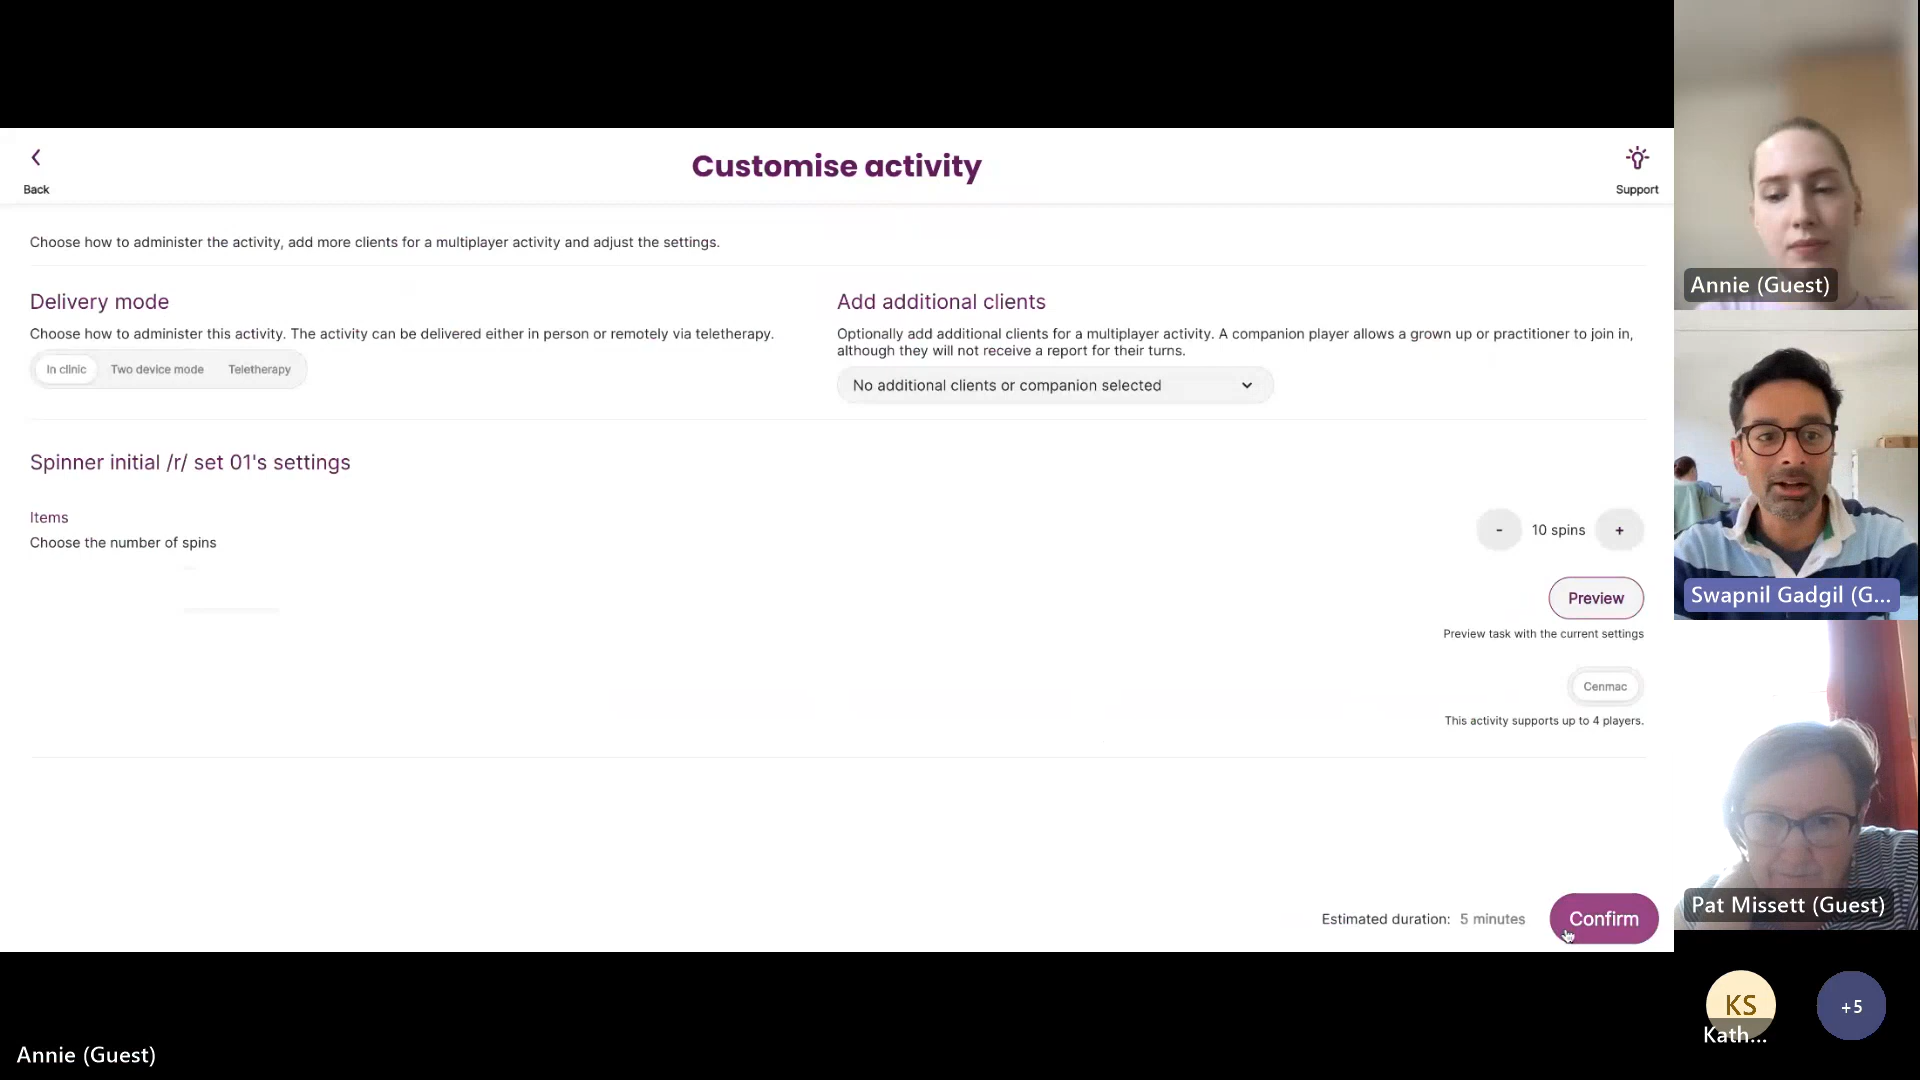 Back
Customise activity
Support
Choose how to administer the activity, add more clients for a multiplayer activity and adjust the settings.
Delivery mode
Choose how to administer this activity. The activity can be delivered either in person or remotely via teletherapy.
In clinic
Two device mode
Teletherapy
Add additional clients
Optionally add additional clients for a multiplayer activity. A companion player allows a grown up or practitioner to join in,
although they will not receive a report for their turns.
No additional clients or companion selected
Spinner initial /r/ set 01's settings
Items
Choose the number of spins
-
10 spins
+
Preview
Preview task with the current settings
Cenmac
This activity supports up to 4 players.
Estimated duration: 5 minutes
Confirm
Annie (Guest)
Swapnil Gadgil (G...
Pat Missett (Guest)
KS
Kath...
+5
Annie (Guest)